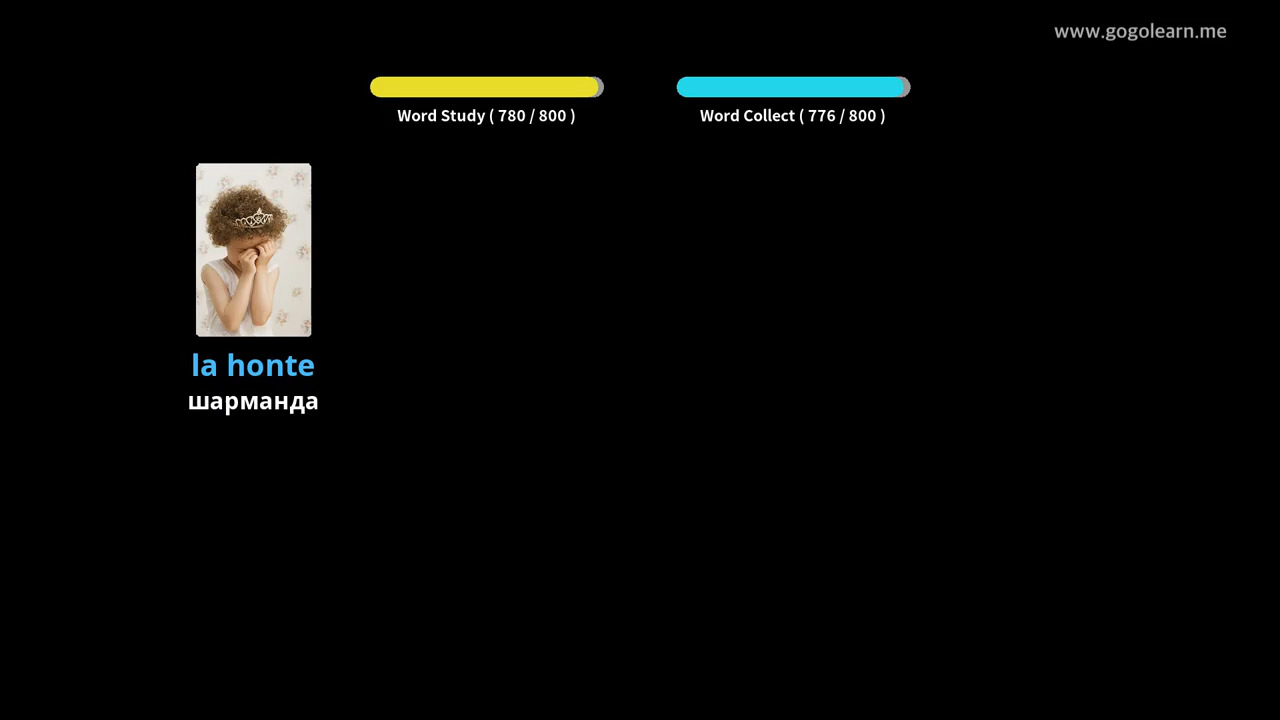 www.gogolearn.me
Word Study ( 780 / 800 )
Word Collect ( 776 / 800 )
la honte
шарманда